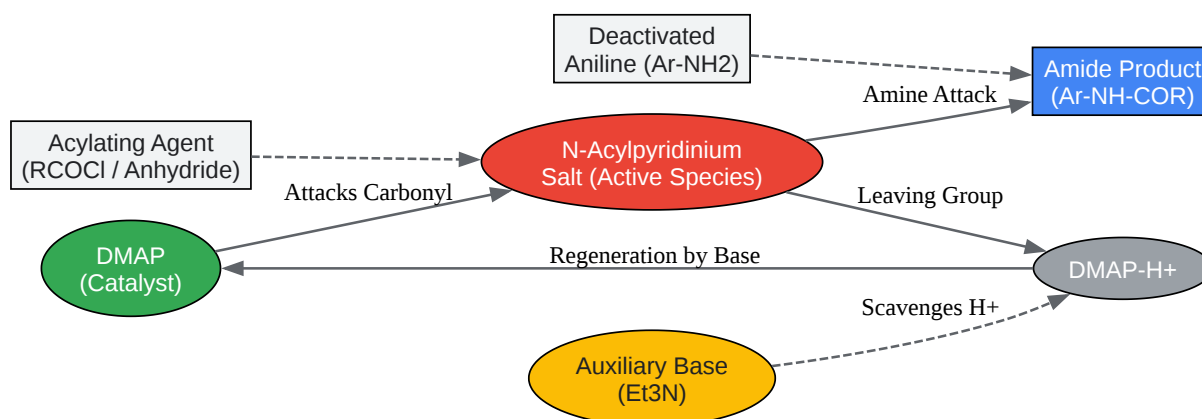 Deactivated
Aniline (Ar-NH2)
Amide Product
(Ar-NH-COR)
Amine Attack
Acylating Agent
(RCOCl / Anhydride)
N-Acylpyridinium
Salt (Active Species)
Attacks Carbonyl
Leaving Group
DMAP
(Catalyst)
Regeneration by Base
DMAP-H+
Scavenges H+
Auxiliary Base
(Et3N)